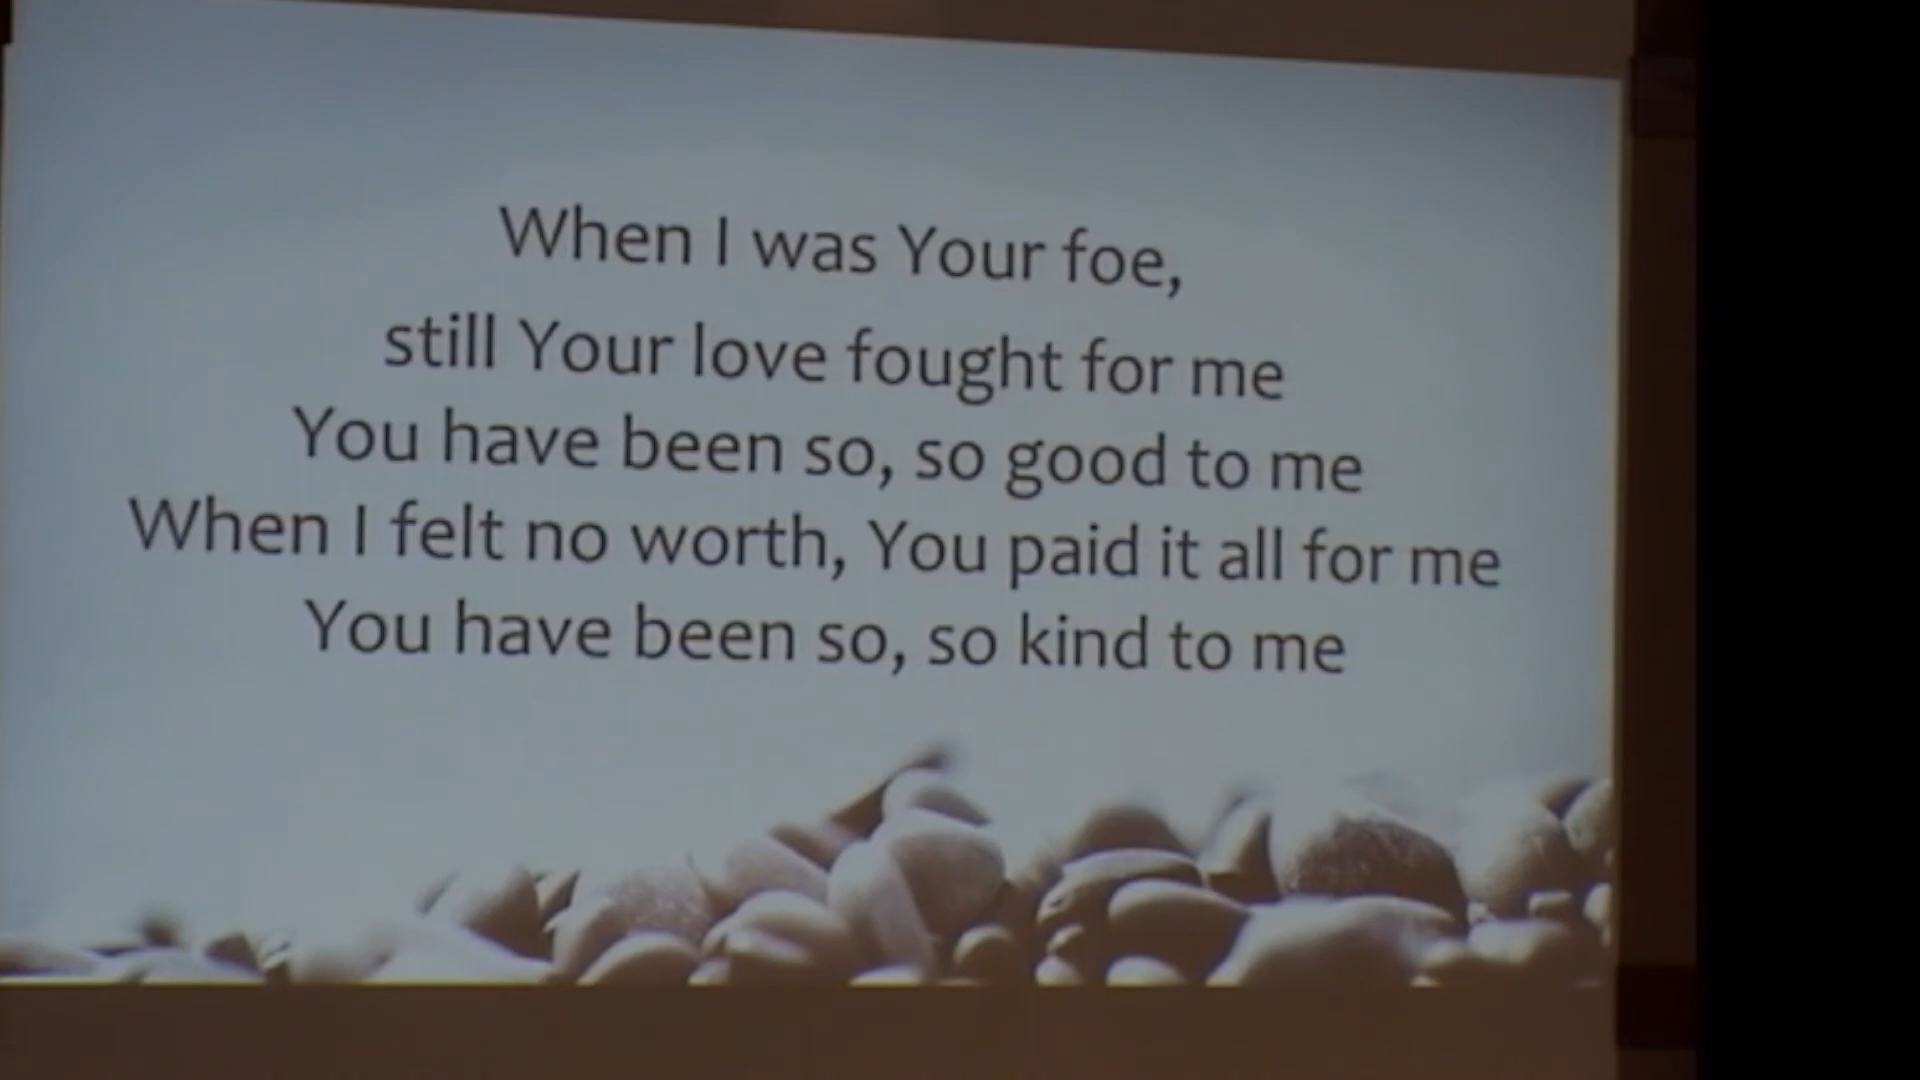 When I was Your foe,
still Your love fought for me
You have been so, so good to me
When I felt no worth, You paid it all for me
You have been so, so kind to me